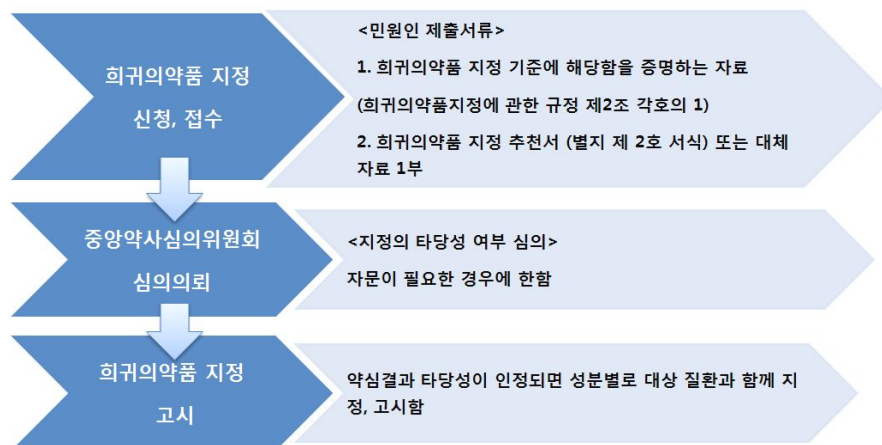 희귀의약품 지정
신청, 접수
<민원인 제출서류>
1. 희귀의약품 지정 기준에 해당함을 증명하는 자료
(희귀의약품지정에 관한 규정 제2조 각호의 1)
2. 희귀의약품 지정 추천서 (별지 제 2호 서식) 또는 대체
자료 1부
중앙약사심의위원회
심의의뢰
<지정의 타당성 여부 심의>
자문이 필요한 경우에 한함
희귀의약품 지정
고시
약심결과 타당성이 인정되면 성분별로 대상 질환과 함께 지
정, 고시함